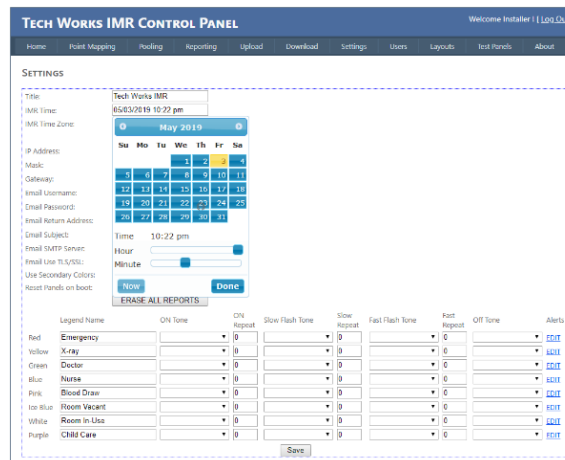 TECH WORKS IMR CONTROL PANEL
Welcome Installer ! | Log Ou
Home Point Mapping Pooling Reporting Upload Download Settings Users Layouts Test Panels About
SETTINGS
Title: Tech Works IMR
IMR Time: 05/03/2019 10:22 pm
IMR Time Zone:
May 2019
Su Mo Tu We Th Fr Sa
1 2 3 4
5 6 7 8 9 10 11
12 13 14 15 16 17 18
19 20 21 22 23 24 25
26 27 28 29 30 31
Time 10:22 pm
Hour
Minute
Now Done
IP Address:
Mask:
Gateway:
Email Username:
Email Password:
Email Return Address:
Email Subject:
Email SMTP Server:
Email Use TLS/SSL:
Use Secondary Colors:
Reset Panels on boot:
ERASE ALL REPORTS
Legend Name ON Tone ON Repeat Slow Flash Tone Slow Repeat Fast Flash Tone Fast Repeat Off Tone Alerts
Red Emergency 0 0 0 EDIT
Yellow X-ray 0 0 0 EDIT
Green Doctor 0 0 0 EDIT
Blue Nurse 0 0 0 EDIT
Pink Blood Draw 0 0 0 EDIT
Ice Blue Room Vacant 0 0 0 EDIT
White Room In-Use 0 0 0 EDIT
Purple Child Care 0 0 0 EDIT
Save